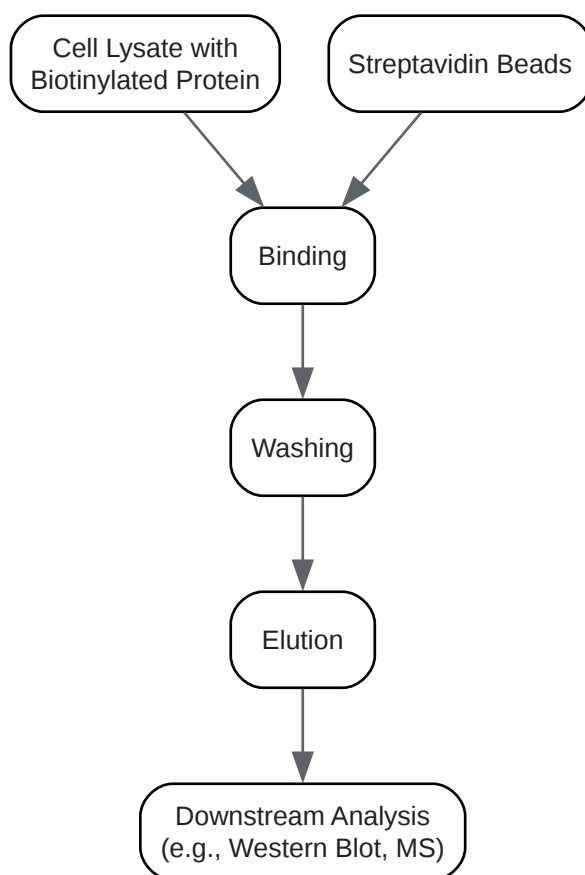 Cell Lysate with
Biotinylated Protein
Streptavidin Beads
Binding
Washing
Elution
Downstream Analysis
(e.g., Western Blot, MS)